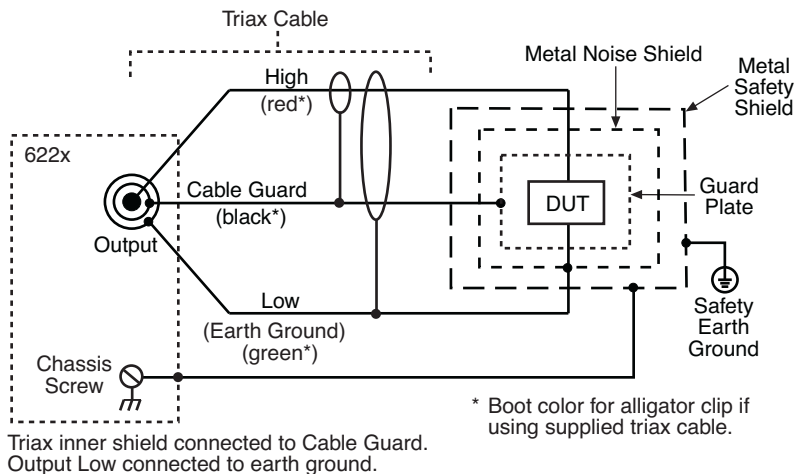 Triax Cable
Metal Noise Shield
Metal
Safety
Shield
High
(red*)
622x
Cable Guard
(black*)
Output
DUT
Guard
Plate
Low
(Earth Ground)
(green*)
Safety
Earth
Ground
Chassis
Screw
* Boot color for alligator clip if
using supplied triax cable.
Triax inner shield connected to Cable Guard.
Output Low connected to earth ground.